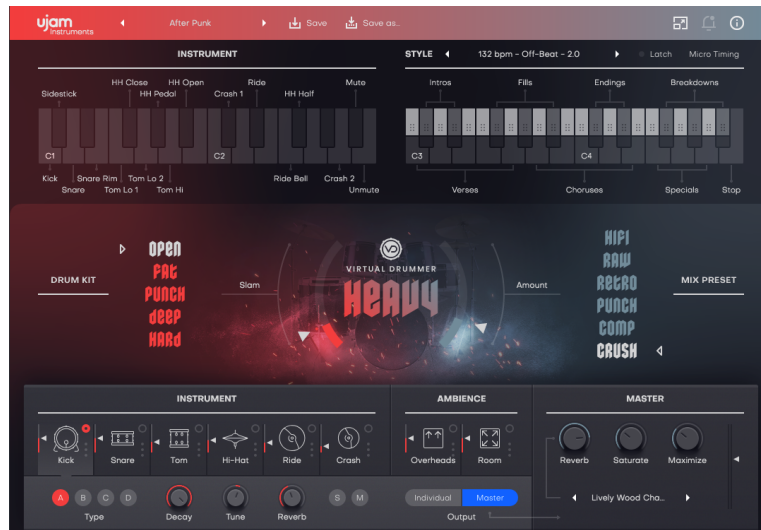 ujam
Instruments
After Punk
Save
Save as..
INSTRUMENT
STYLE
132 bpm - Off-Beat - 2.0
Latch
Micro Timing
HH Close
HH Open
Ride
Mute
Sidestick
HH Pedal
Crash 1
HH Half
Intros
Fills
Endings
Breakdowns
C1
C2
C3
C4
Kick
Snare Rim
Tom Lo 2
Ride Bell
Crash 2
Snare
Tom Lo 1
Tom Hi
Unmute
Verses
Choruses
Specials
Stop
DRUM KIT
OPEN
FAT
PUNCH
DEEP
HARD
Slam
VIRTUAL DRUMMER
HEAVY
Amount
HIFI
RAW
RETRO
PUNCH
COMP
CRUSH
MIX PRESET
INSTRUMENT
AMBIENCE
MASTER
Kick
Snare
Tom
Hi-Hat
Ride
Crash
Overheads
Room
Reverb
Saturate
Maximize
A
B
C
D
Type
Decay
Tune
Reverb
S
M
Individual
Master
Output
Lively Wood Cha...